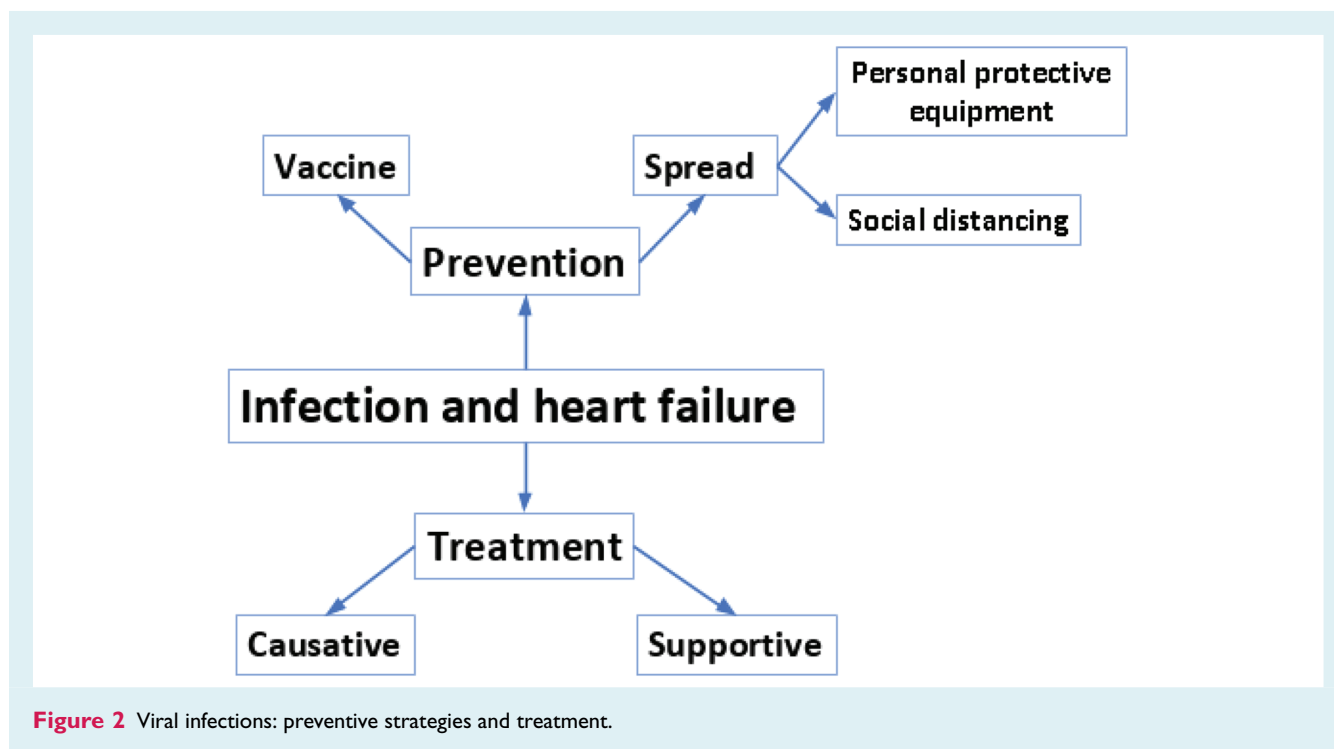 Personal protective
equipment
Vaccine
Spread
Social distancing
Prevention
Infection and heart failure
Treatment
Causative
Supportive
Figure 2 Viral infections: preventive strategies and treatment.